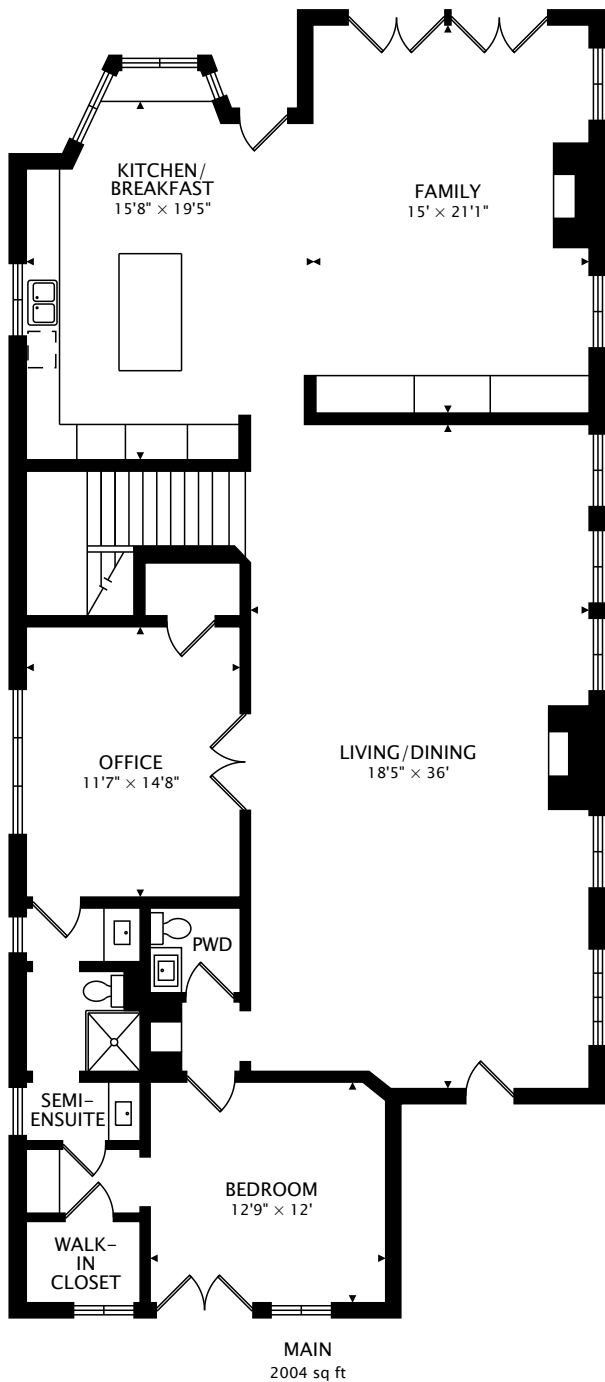 KITCHEN/
BREAKFAST
15'8" × 19'5"
FAMILY
15' × 21'1"
OFFICE
11'7" × 14'8"
LIVING/DINING
18'5" × 36'
PWD
SEMI-
ENSUITE
BEDROOM
12'9" × 12'
WALK-
IN
CLOSET
MAIN
2004 sq ft